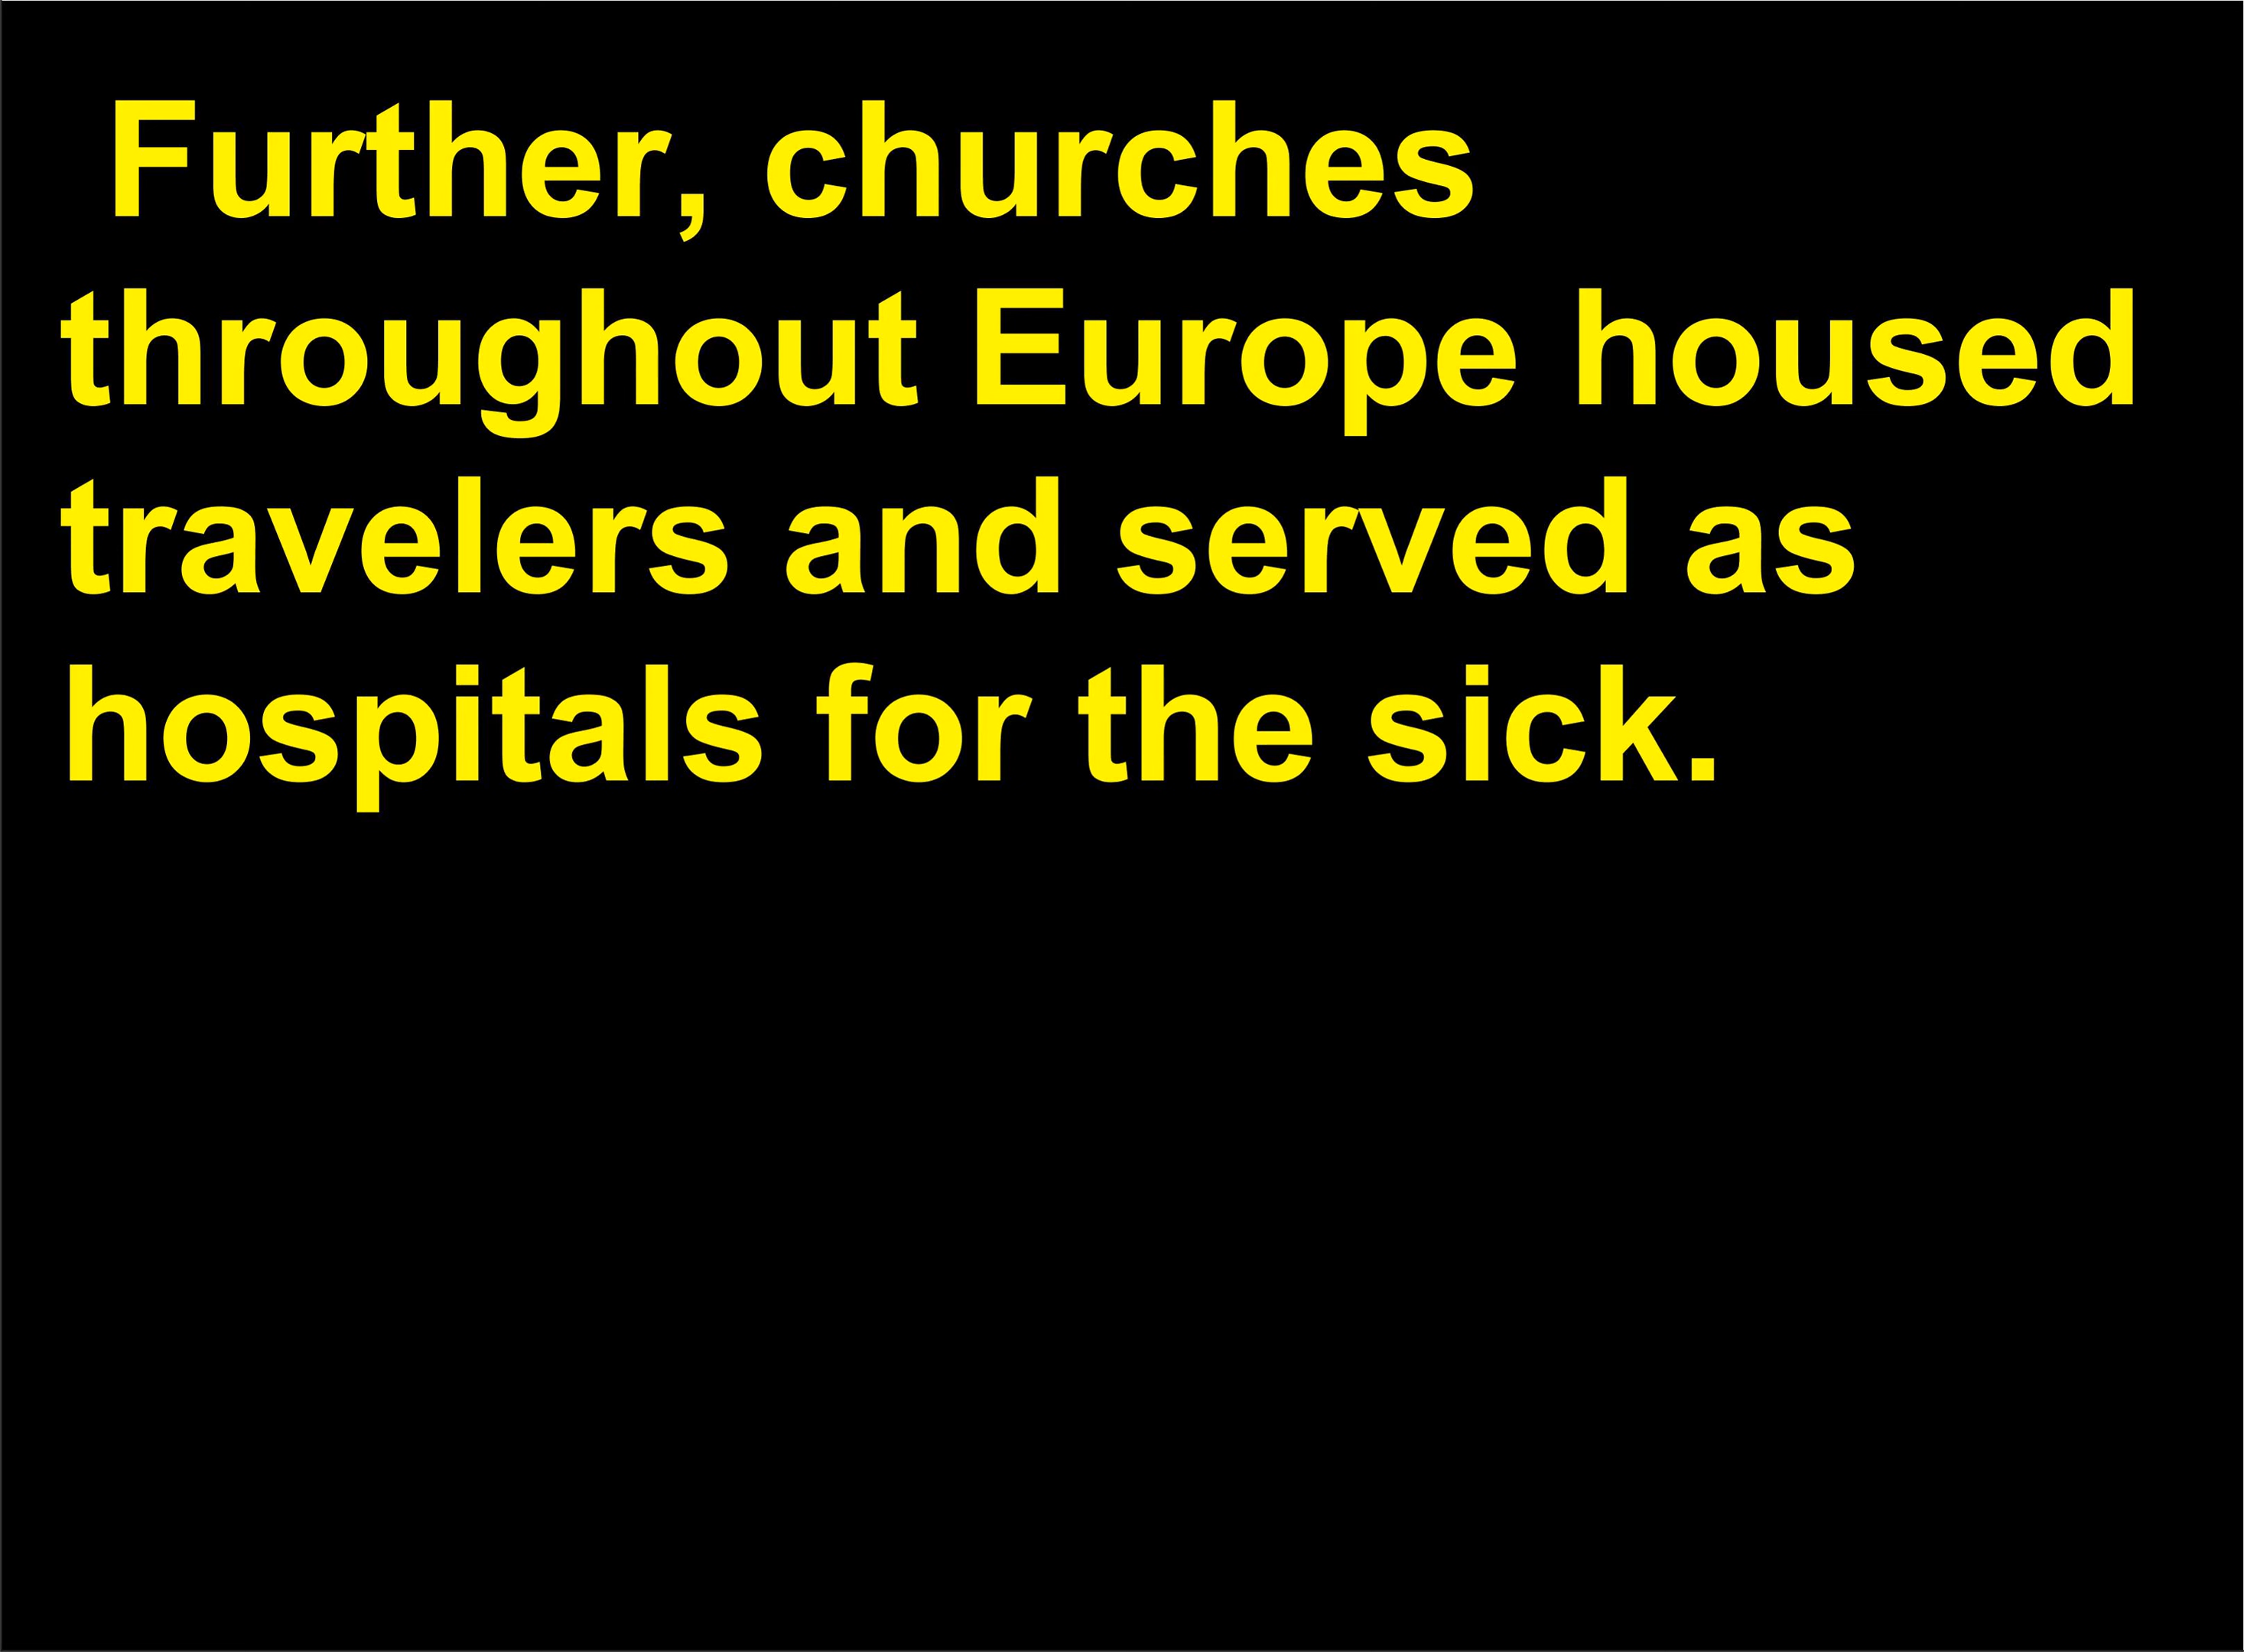 Further, churches
throughout Europe housed
travelers and served as
hospitals for the sick.